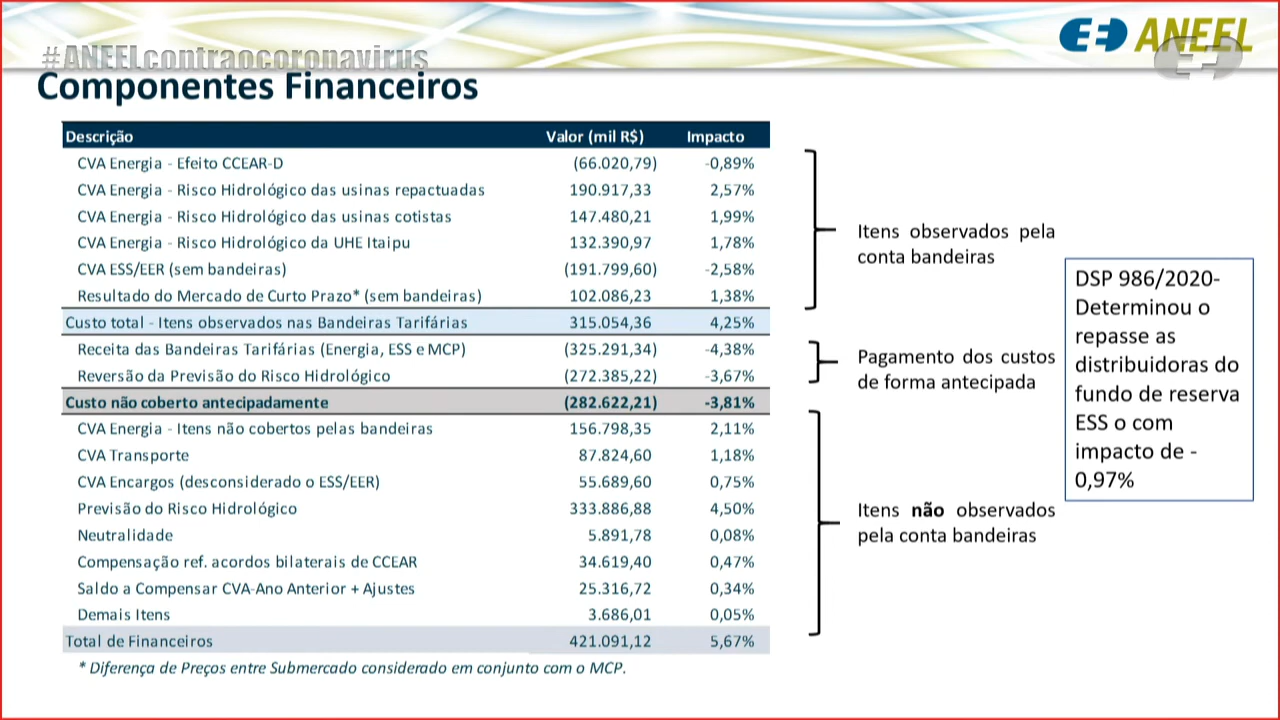 #ANEELcontraocoronavirus
ANEEL
Componentes Financeiros
Descrição Valor (mil R$) Impacto
CVA Energia - Efeito CCEAR-D (66.020,79) -0,89%
CVA Energia - Risco Hidrológico das usinas repactuadas 190.917,33 2,57%
CVA Energia - Risco Hidrológico das usinas cotistas 147.480,21 1,99%
CVA Energia - Risco Hidrológico da UHE Itaipu 132.390,97 1,78%
CVA ESS/EER (sem bandeiras) (191.799,60) -2,58%
Resultado do Mercado de Curto Prazo* (sem bandeiras) 102.086,23 1,38%
Custo total - Itens observados nas Bandeiras Tarifárias 315.054,36 4,25%
Receita das Bandeiras Tarifárias (Energia, ESS e MCP) (325.291,34) -4,38%
Reversão da Previsão do Risco Hidrológico (272.385,22) -3,67%
Custo não coberto antecipadamente (282.622,21) -3,81%
CVA Energia - Itens não cobertos pelas bandeiras 156.798,35 2,11%
CVA Transporte 87.824,60 1,18%
CVA Encargos (desconsiderado o ESS/EER) 55.689,60 0,75%
Previsão do Risco Hidrológico 333.886,88 4,50%
Neutralidade 5.891,78 0,08%
Compensação ref. acordos bilaterais de CCEAR 34.619,40 0,47%
Saldo a Compensar CVA-Ano Anterior + Ajustes 25.316,72 0,34%
Demais Itens 3.686,01 0,05%
Total de Financeiros 421.091,12 5,67%
* Diferença de Preços entre Submercado considerado em conjunto com o MCP.
Itens observados pela
conta bandeiras
Pagamento dos custos
de forma antecipada
Itens não observados
pela conta bandeiras
DSP 986/2020-
Determinou o
repasse as
distribuidoras do
fundo de reserva
ESS o com
impacto de -
0,97%